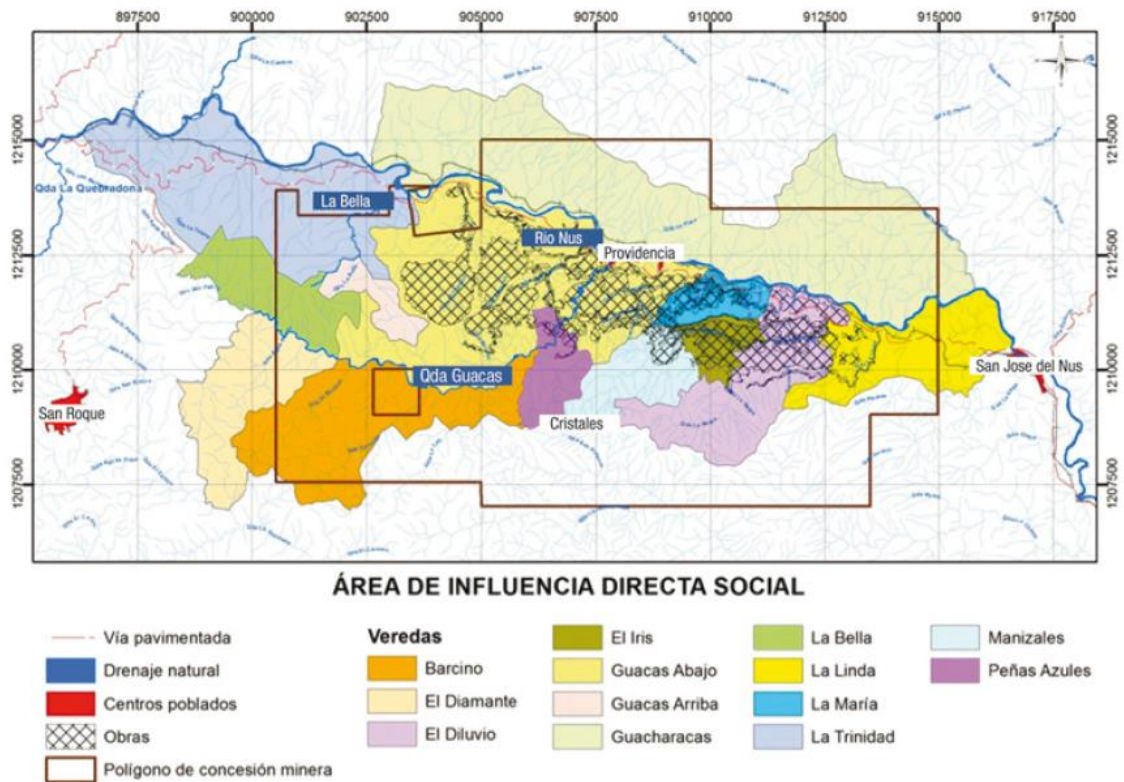 897500 900000 902500 905000 907500 910000 912500 915000 917500
1215000
1212500
1210000
1207500
1215000
1212500
1210000
1207500
Qda La Quebradona
La Bella
Rio Nus
Providencia
Qda Guacas
San Jose del Nus
San Roque
Cristales
ÁREA DE INFLUENCIA DIRECTA SOCIAL
Vía pavimentada
Drenaje natural
Centros poblados
Obras
Polígono de concesión minera
Veredas
Barcino
El Diamante
El Diluvio
El Iris
Guacas Abajo
Guacas Arriba
Guacharacas
La Bella
La Linda
La María
La Trinidad
Manizales
Peñas Azules